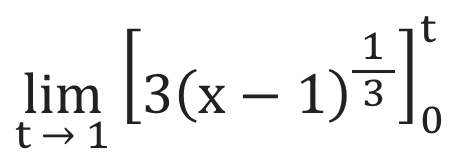 lim t → 1 [3(x − 1)^{1/3}]_0^t